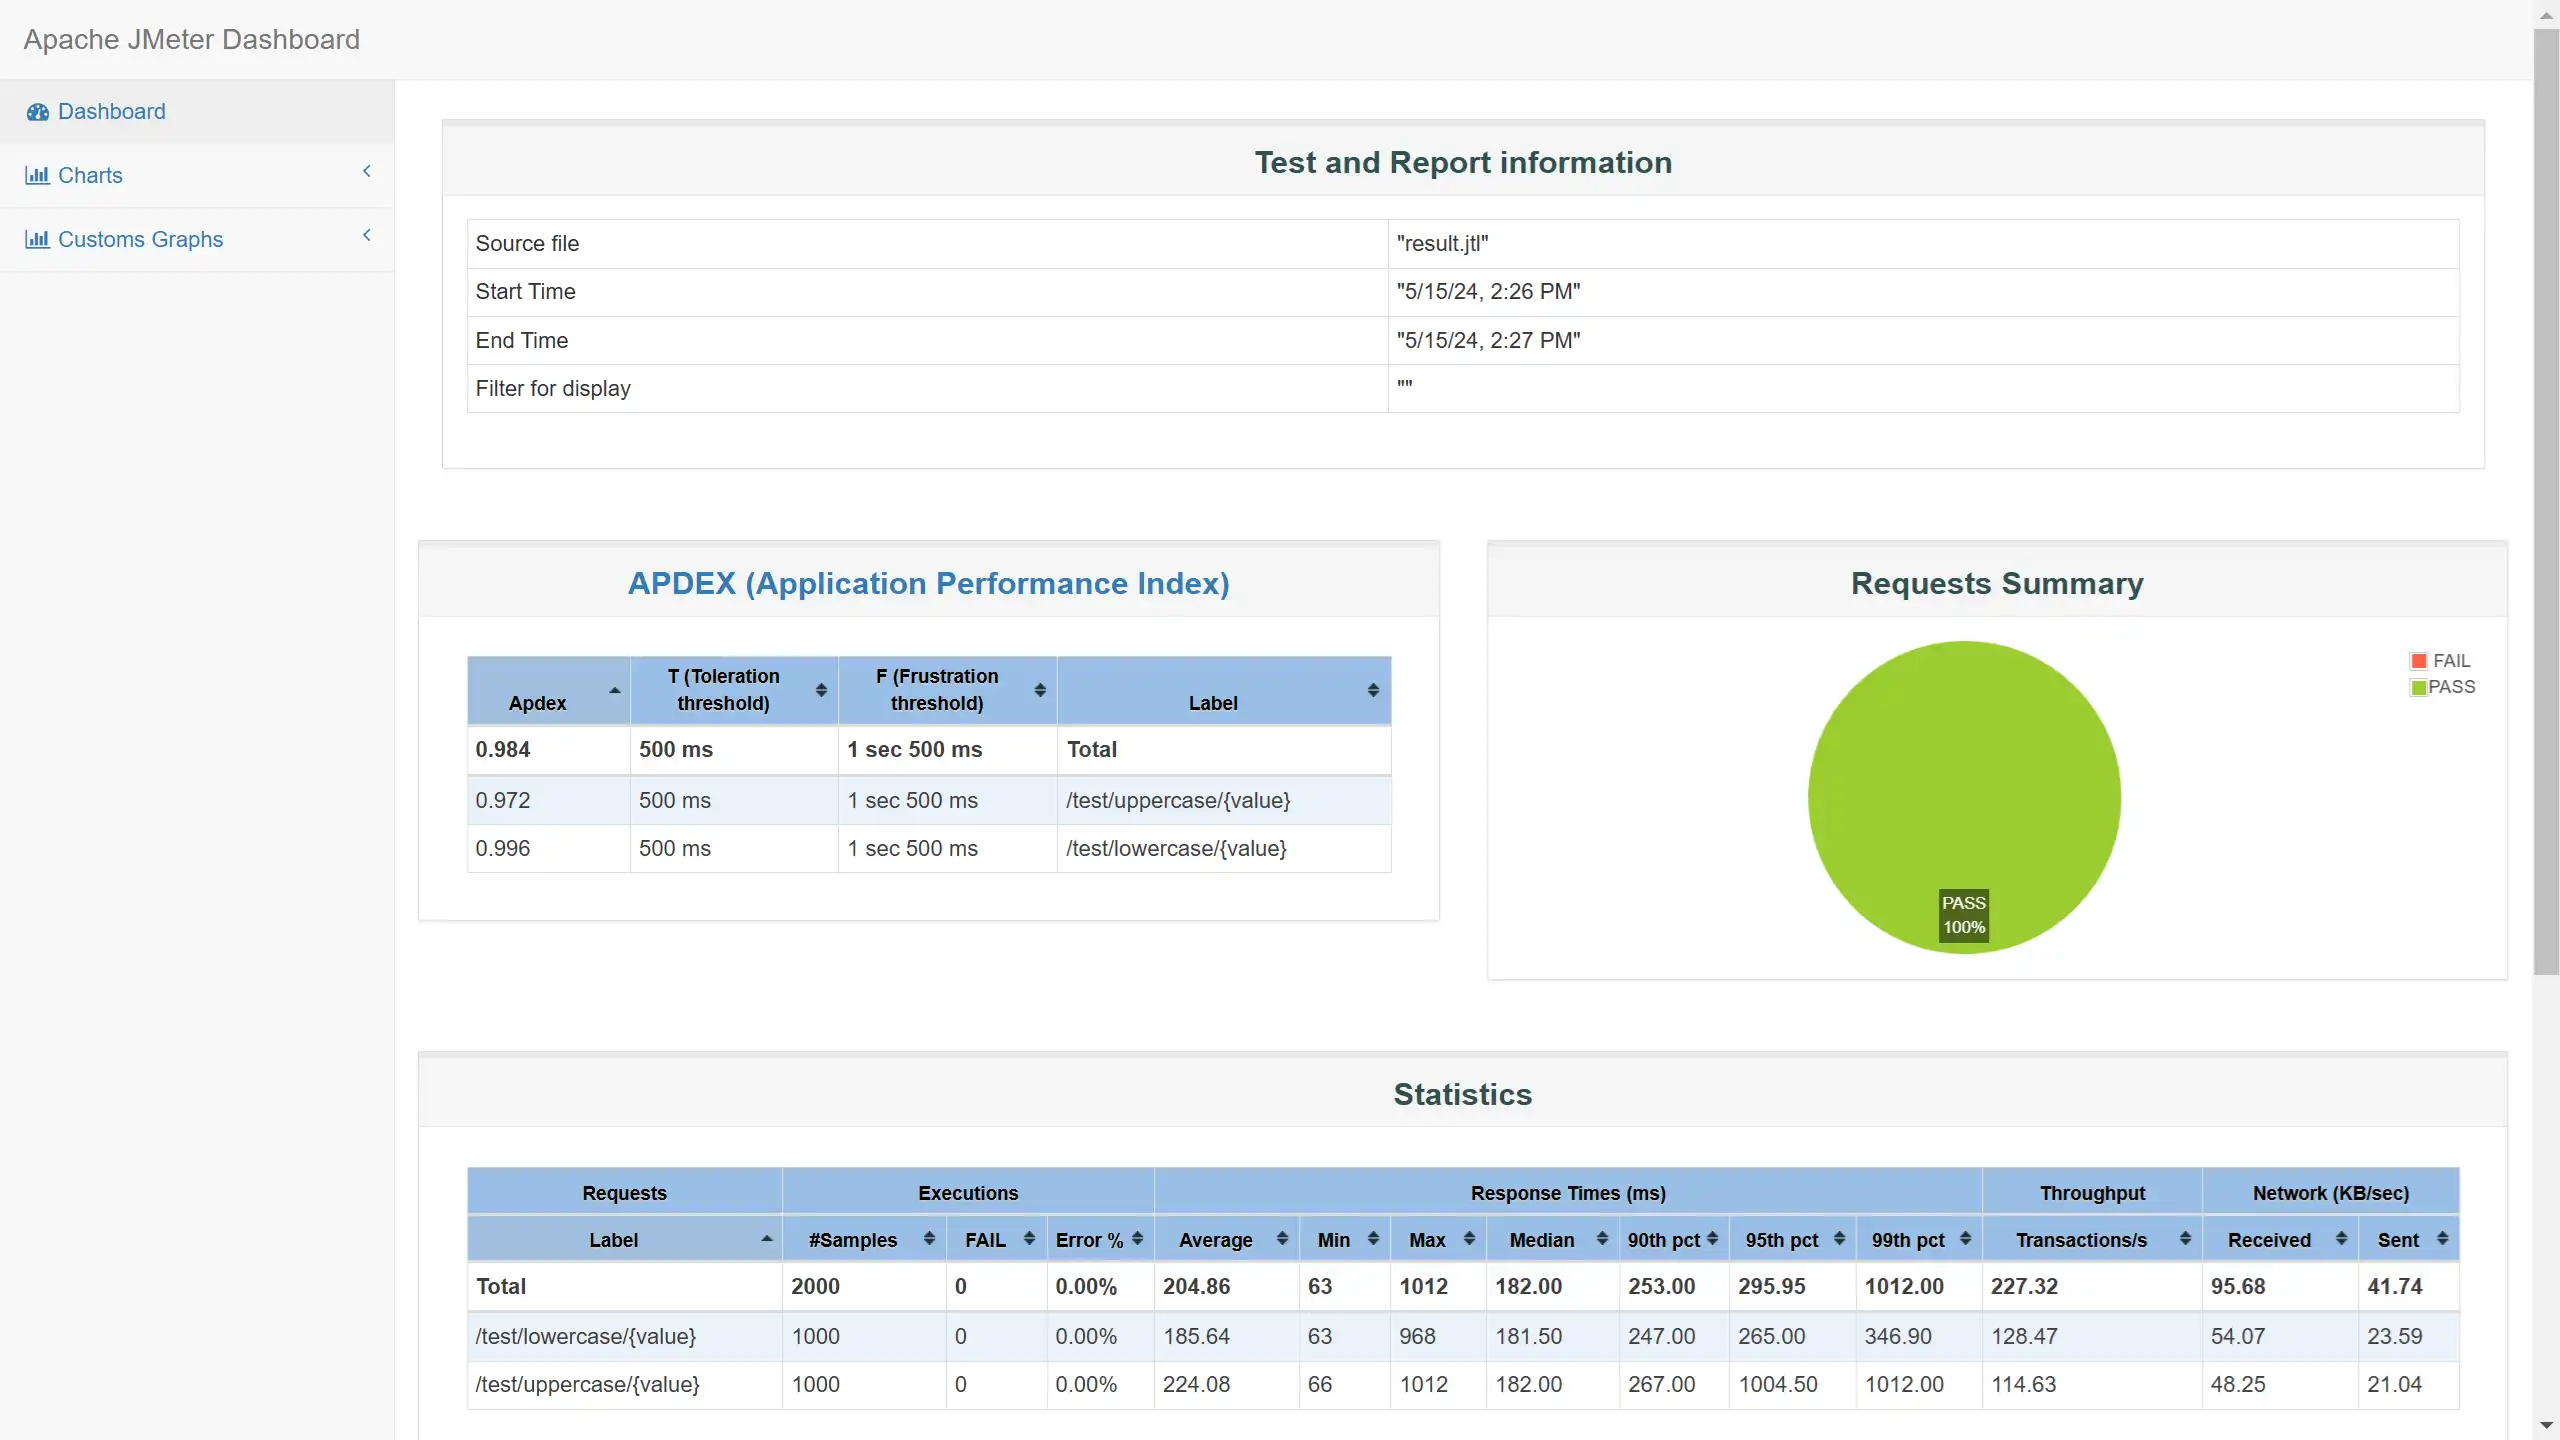 Apache JMeter Dashboard
Dashboard
Charts
Customs Graphs
Test and Report information
Source file "result.jtl"
Start Time "5/15/24, 2:26 PM"
End Time "5/15/24, 2:27 PM"
Filter for display ""
APDEX (Application Performance Index)
Apdex T (Toleration threshold) F (Frustration threshold) Label
0.984 500 ms 1 sec 500 ms Total
0.972 500 ms 1 sec 500 ms /test/uppercase/{value}
0.996 500 ms 1 sec 500 ms /test/lowercase/{value}
Requests Summary
FAIL
PASS
PASS
100%
Statistics
Requests Executions Response Times (ms) Throughput Network (KB/sec)
Label #Samples FAIL Error % Average Min Max Median 90th pct 95th pct 99th pct Transactions/s Received Sent
Total 2000 0 0.00% 204.86 63 1012 182.00 253.00 295.95 1012.00 227.32 95.68 41.74
/test/lowercase/{value} 1000 0 0.00% 185.64 63 968 181.50 247.00 265.00 346.90 128.47 54.07 23.59
/test/uppercase/{value} 1000 0 0.00% 224.08 66 1012 182.00 267.00 1004.50 1012.00 114.63 48.25 21.04